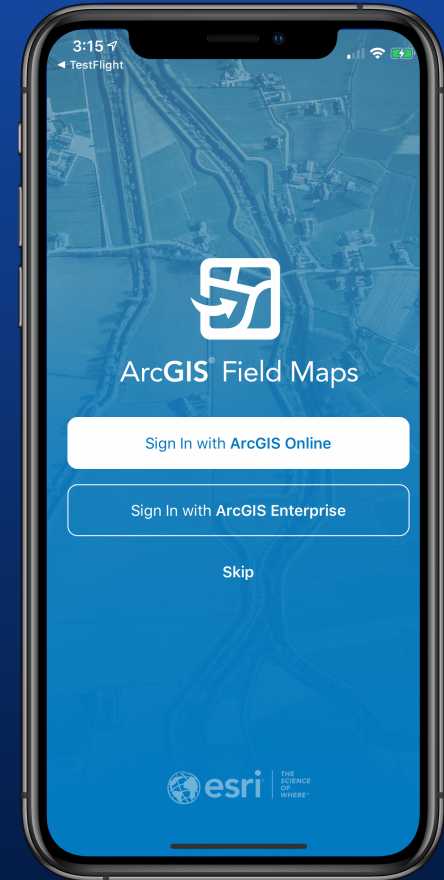 3:15
◀ TestFlight
ArcGIS® Field Maps
Sign In with ArcGIS Online
Sign In with ArcGIS Enterprise
Skip
esri
THE
SCIENCE
OF
WHERE™